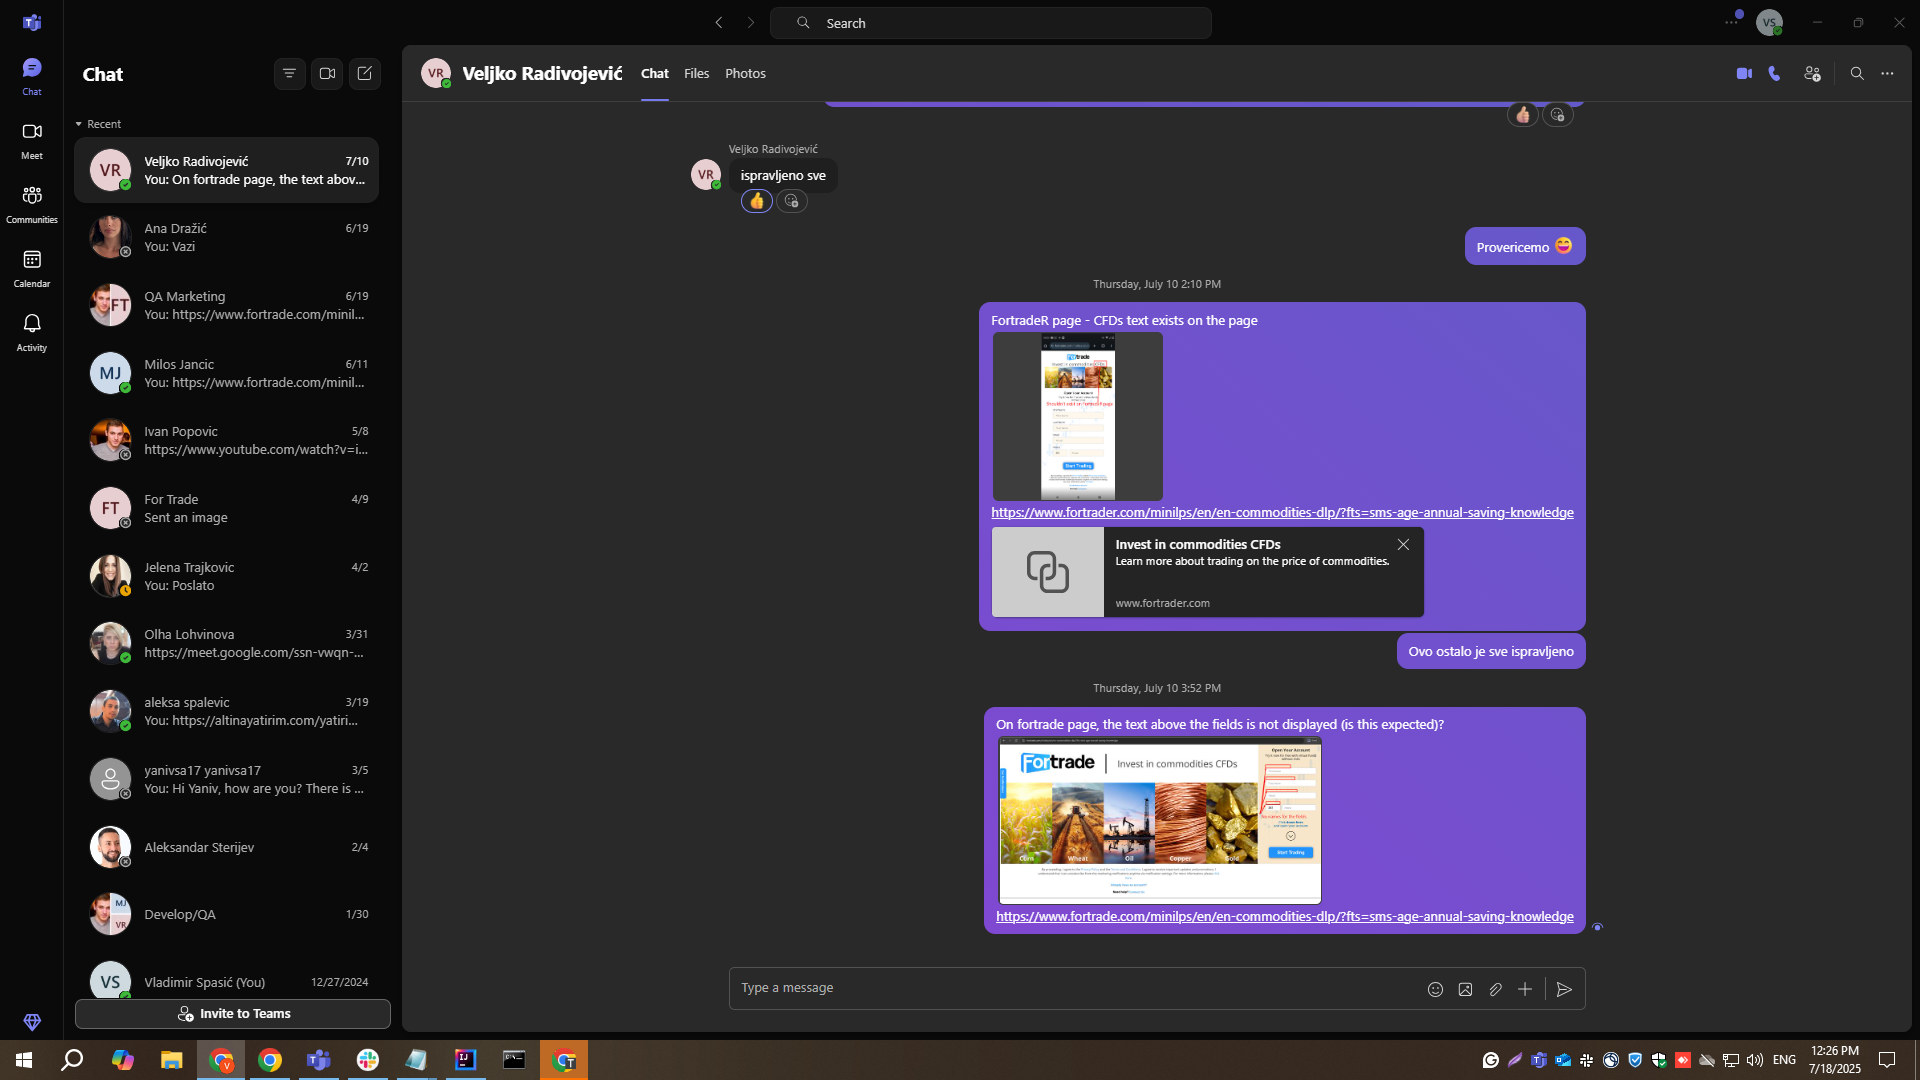 Search
VS
Chat
Chat
Meet
Communities
Calendar
Activity
Recent
VR
Veljko Radivojević
7/10
You: On fortrade page, the text abov...
Ana Dražić
6/19
You: Vazi
FT
QA Marketing
6/19
You: https://www.fortrade.com/minil...
MJ
Milos Jancic
6/11
You: https://www.fortrade.com/minil...
Ivan Popovic
5/8
https://www.youtube.com/watch?v=i...
FT
For Trade
4/9
Sent an image
Jelena Trajkovic
4/2
You: Poslato
Olha Lohvinova
3/31
https://meet.google.com/ssn-vwqn-...
aleksa spalevic
3/19
You: https://altinayatirim.com/yatiri...
yanivsa17 yanivsa17
3/5
You: Hi Yaniv, how are you? There is ...
Aleksandar Sterijev
2/4
MJ
VR
Develop/QA
1/30
VS
Vladimir Spasić (You)
12/27/2024
Invite to Teams
VR
Veljko Radivojević
Chat
Files
Photos
Veljko Radivojević
VR
ispravljeno sve
Provericemo
Thursday, July 10 2:10 PM
FortradeR page - CFDs text exists on the page
Fortrade
Start Trading
https://www.fortrader.com/minilps/en/en-commodities-dlp/?fts=sms-age-annual-saving-knowledge
Invest in commodities CFDs
Learn more about trading on the price of commodities.
www.fortrader.com
Ovo ostalo je sve ispravljeno
Thursday, July 10 3:52 PM
On fortrade page, the text above the fields is not displayed (is this expected)?
Fortrade
Invest in commodities CFDs
Open Your Account
No names for the fields
Corn
Wheat
Oil
Copper
Gold
Start Trading
https://www.fortrade.com/minilps/en/en-commodities-dlp/?fts=sms-age-annual-saving-knowledge
Type a message
ENG
12:26 PM
7/18/2025